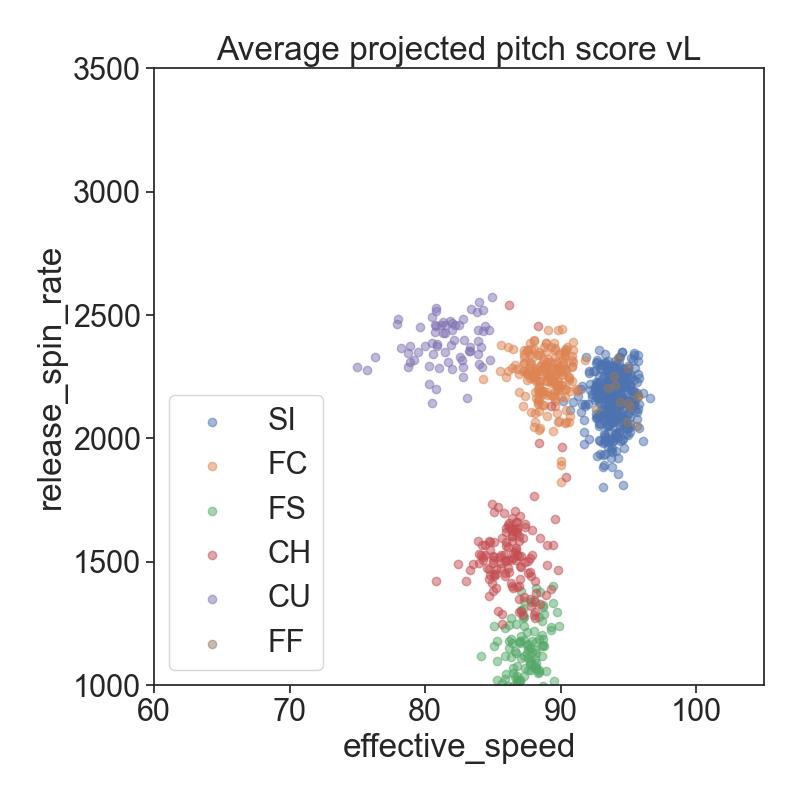 Average projected pitch score vL
release_spin_rate
3500
3000
2500
2000
1500
1000
SI
FC
FS
CH
CU
FF
60
70
80
90
100
effective_speed